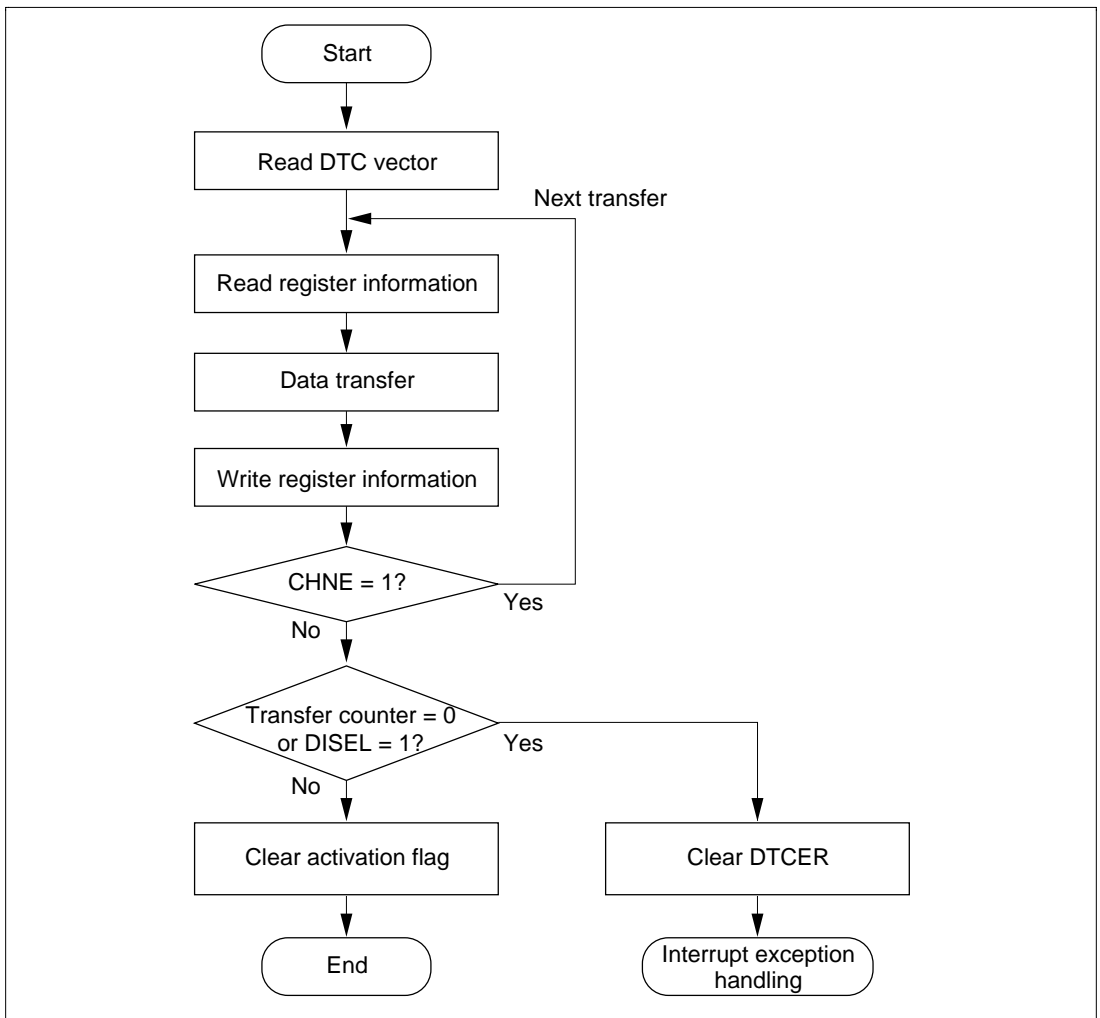 Start
Read DTC vector
Next transfer
Read register information
Data transfer
Write register information
CHNE = 1?
Yes
No
Transfer counter = 0
or DISEL = 1?
Yes
No
Clear activation flag
Clear DTCER
End
Interrupt exception
handling